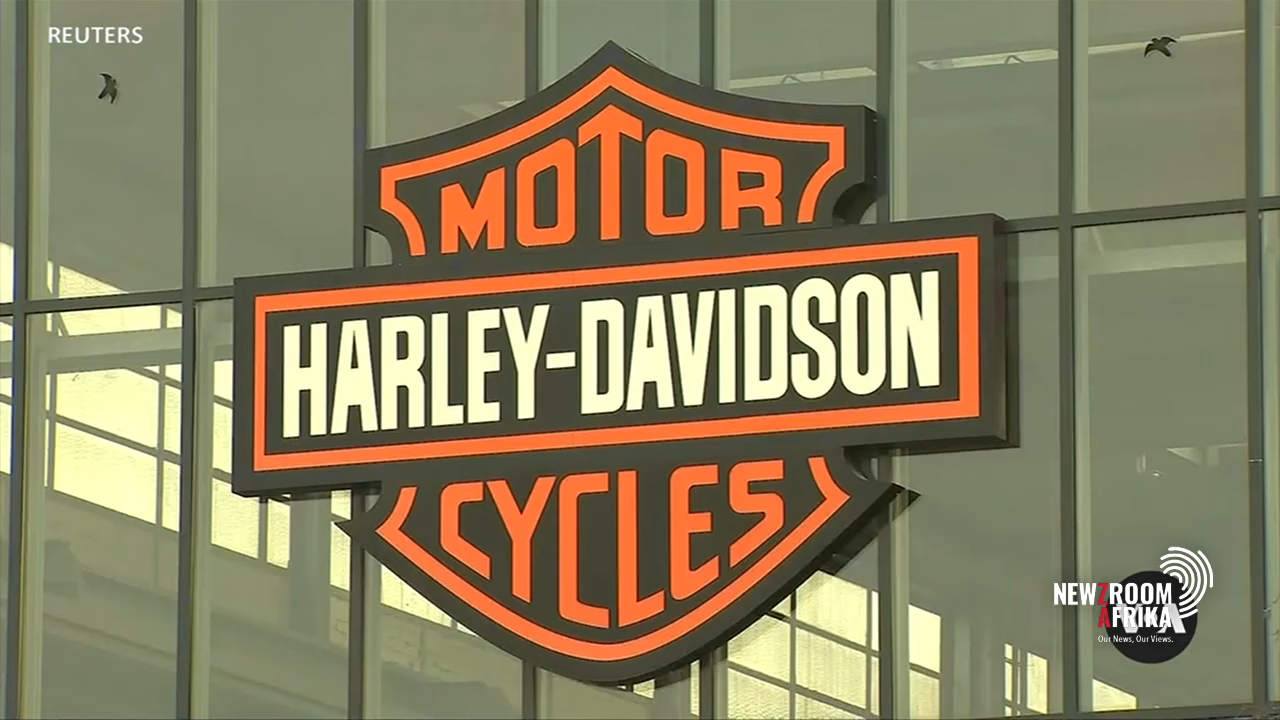 REUTERS
MOTOR
HARLEY-DAVIDSON
CYCLES
NEWZROOM
AFRIKA
Our News, Our Views.